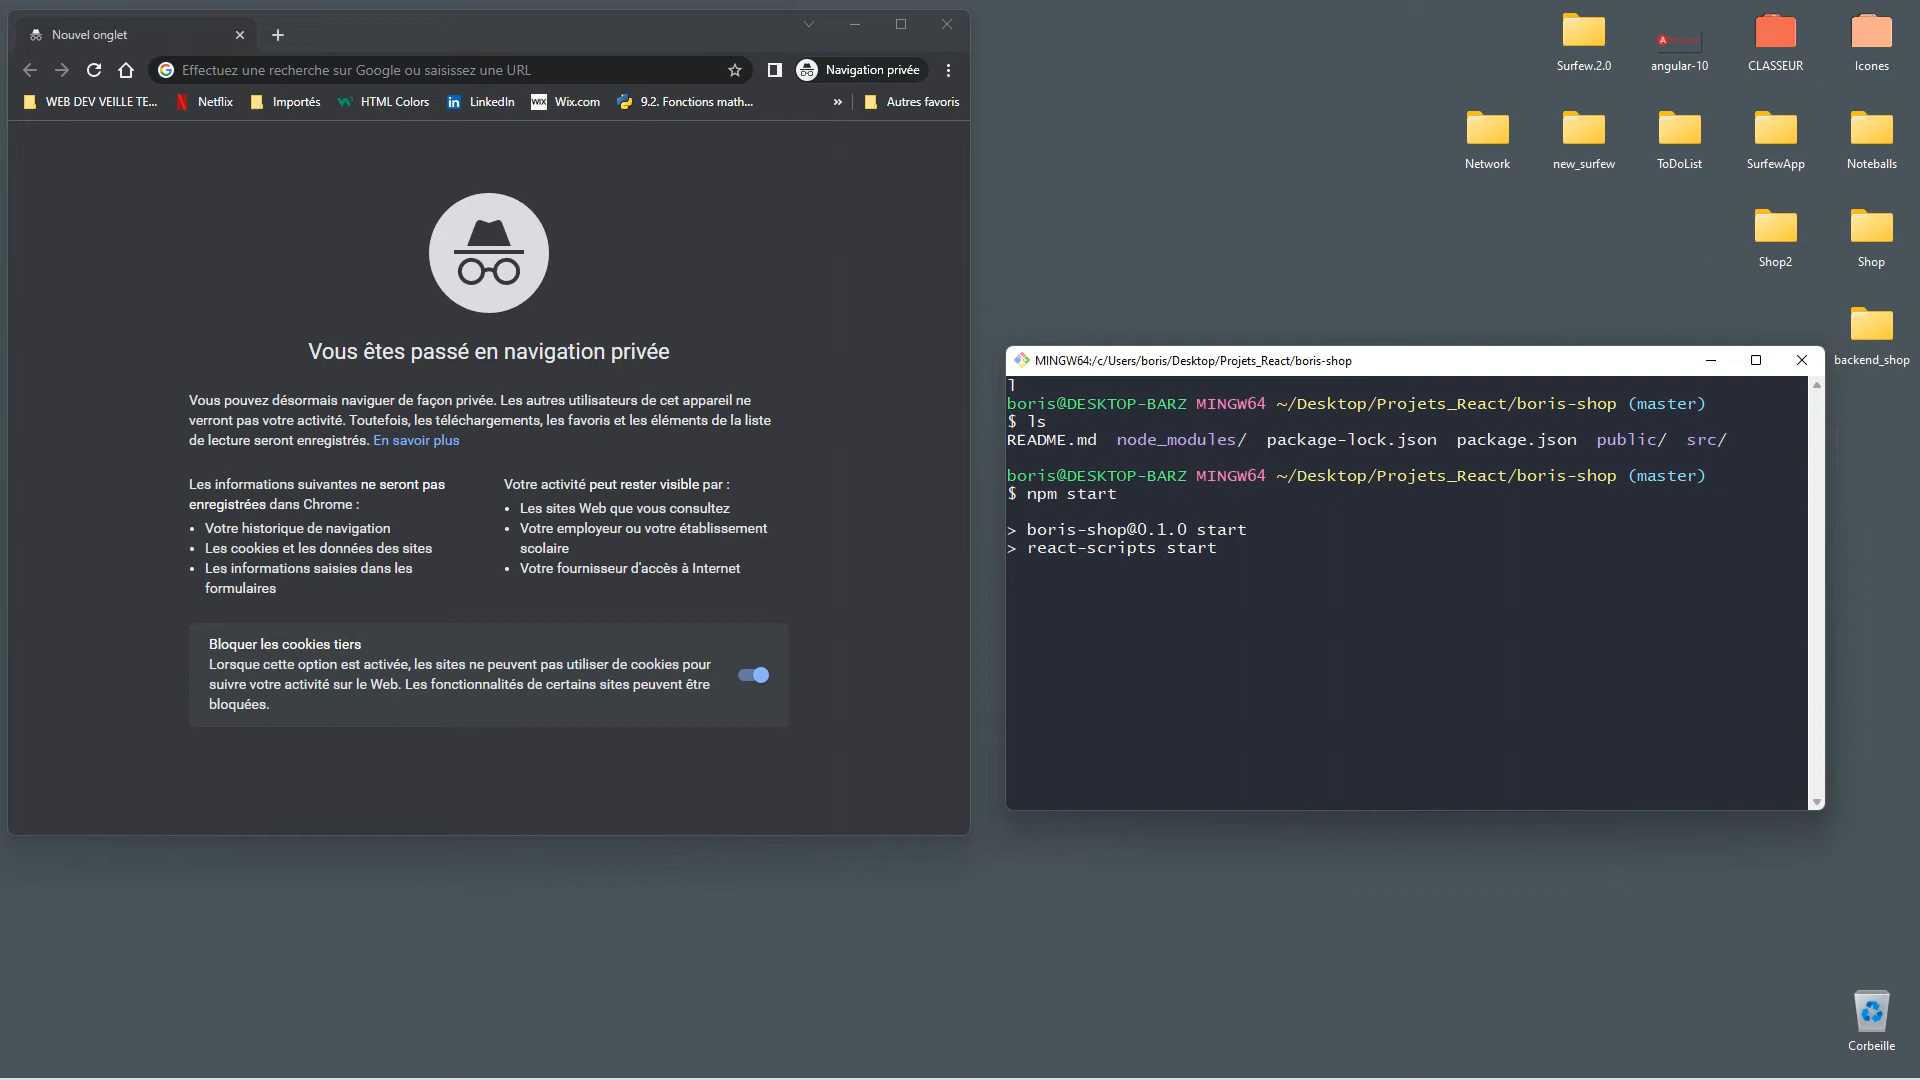 Nouvel onglet
Effectuez une recherche sur Google ou saisissez une URL
Navigation privée
WEB DEV VEILLE TE...
Netflix
Importés
HTML Colors
LinkedIn
Wix.com
9.2. Fonctions math...
»
Autres favoris
Vous êtes passé en navigation privée
Vous pouvez désormais naviguer de façon privée. Les autres utilisateurs de cet appareil ne
verront pas votre activité. Toutefois, les téléchargements, les favoris et les éléments de la liste
de lecture seront enregistrés. En savoir plus
Les informations suivantes ne seront pas
enregistrées dans Chrome :
• Votre historique de navigation
• Les cookies et les données des sites
• Les informations saisies dans les
formulaires
Votre activité peut rester visible par :
• Les sites Web que vous consultez
• Votre employeur ou votre établissement
scolaire
• Votre fournisseur d'accès à Internet
Bloquer les cookies tiers
Lorsque cette option est activée, les sites ne peuvent pas utiliser de cookies pour
suivre votre activité sur le Web. Les fonctionnalités de certains sites peuvent être
bloquées.
Surfew.2.0
angular-10
CLASSEUR
Icones
Network
new_surfew
ToDoList
SurfewApp
Noteballs
Shop2
Shop
backend_shop
MINGW64:/c/Users/boris/Desktop/Projets_React/boris-shop
l
boris@DESKTOP-BARZ MINGW64 ~/Desktop/Projets_React/boris-shop (master)
$ ls
README.md node_modules/ package-lock.json package.json public/ src/
boris@DESKTOP-BARZ MINGW64 ~/Desktop/Projets_React/boris-shop (master)
$ npm start
> boris-shop@0.1.0 start
> react-scripts start
Corbeille